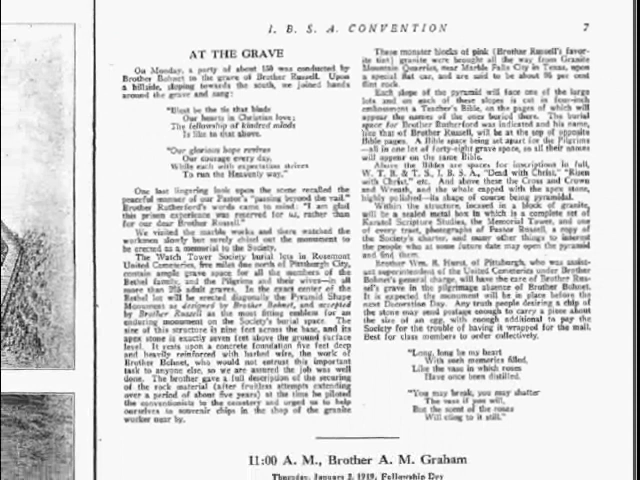 I. B. S. A. CONVENTION 7
AT THE GRAVE
On Monday, a party of about 150 was conducted by
Brother Bohnet to the grave of Brother Russell. Upon
a hillside, sloping towards the south, we joined hands
around the grave and sang:
"Blest be the tie that binds
Our hearts in Christian love;
The fellowship of kindred minds
Is like to that above.
"Our glorious hope revives
Our courage every day,
While each with expectation strives
To run the Heavenly way."
One last lingering look upon the scene recalled the
peaceful manner of our Pastor's "passing beyond the vail."
Brother Rutherford's words came to mind: "I am glad
this prison experience was reserved for us, rather than
for our dear Brother Russell."
We visited the marble works and there watched the
workmen slowly but surely chisel out the monument to
be erected as a memorial to the Society.
The Watch Tower Society burial lots in Rosemont
United Cemeteries, five miles due north of Pittsburgh City,
contain ample grave space for all the members of the
Bethel family, and the Pilgrims and their wives—in all
more than 275 adult graves. In the exact center of the
Bethel lot will be erected diagonally the Pyramid Shape
Monument as designed by Brother Bohnet, and accepted
by Brother Russell as the most fitting emblem for an
enduring monument on the Society's burial space. The
size of this structure is nine feet across the base, and its
apex stone is exactly seven feet above the ground surface
level. It rests upon a concrete foundation five feet deep
and heavily reinforced with barbed wire, the work of
Brother Bohnet, who would not entrust this important
task to anyone else, so we are assured the job was well
done. The brother gave a full description of the securing
of the rock material (after fruitless attempts extending
over a period of about five years) at the time he piloted
the conventionists to the cemetery and urged us to help
ourselves to souvenir chips in the shop of the granite
worker near by.
These monster blocks of pink (Brother Russell's favor-
ite tint) granite were brought all the way from Granite
Mountain Quarries, near Marble Falls City in Texas, upon
a special flat car, and are said to be about 95 per cent
flint rock.
Each slope of the pyramid will face one of the large
lots and on each of these slopes is cut in four-inch
embossment a Teacher's Bible, on the pages of which will
appear the names of the ones buried there. The burial
space for Brother Rutherford was indicated and his name,
like that of Brother Russell, will be at the top of opposite
Bible pages. A Bible space being set apart for the Pilgrims
—all in one lot of forty-eight grave space, so all their names
will appear on the same Bible.
Above the Bibles are spaces for inscriptions in full,
W. T. B. & T. S., I. B. S. A., "Dead with Christ," "Risen
with Christ," etc. And above these the Cross and Crown
and Wreath, and the whole capped with the apex stone,
highly polished—its shape of course being pyramidal.
Within the structure, incased in a block of granite,
will be a sealed metal box in which is a complete set of
Karatol Scripture Studies, the Memorial Tower, and one
of every tract, photographs of Pastor Russell, a copy of
the Society's charter, and many other things to interest
the people who at some future date may open the pyramid
and find them.
Brother Wm. R. Hurst, of Pittsburgh, who was assist-
ant superintendent of the United Cemeteries under Brother
Bohnet's general charge, will have the care of Brother Rus-
sell's grave in the pilgrimage absence of Brother Bohnet.
It is expected the monument will be in place before the
next Decoration Day. Any truth people desiring a chip of
the stone may send postage enough to carry a piece about
the size of an egg, with enough additional to pay the
Society for the trouble of having it wrapped for the mail.
Best for class members to order collectively.
"Long, long be my heart
With such memories filled,
Like the vase in which roses
Have once been distilled.
"You may break, you may shatter
The vase if you will,
But the scent of the roses
Will cling to it still."
11:00 A. M., Brother A. M. Graham
Thursday, January 2, 1919, Fellowship Day